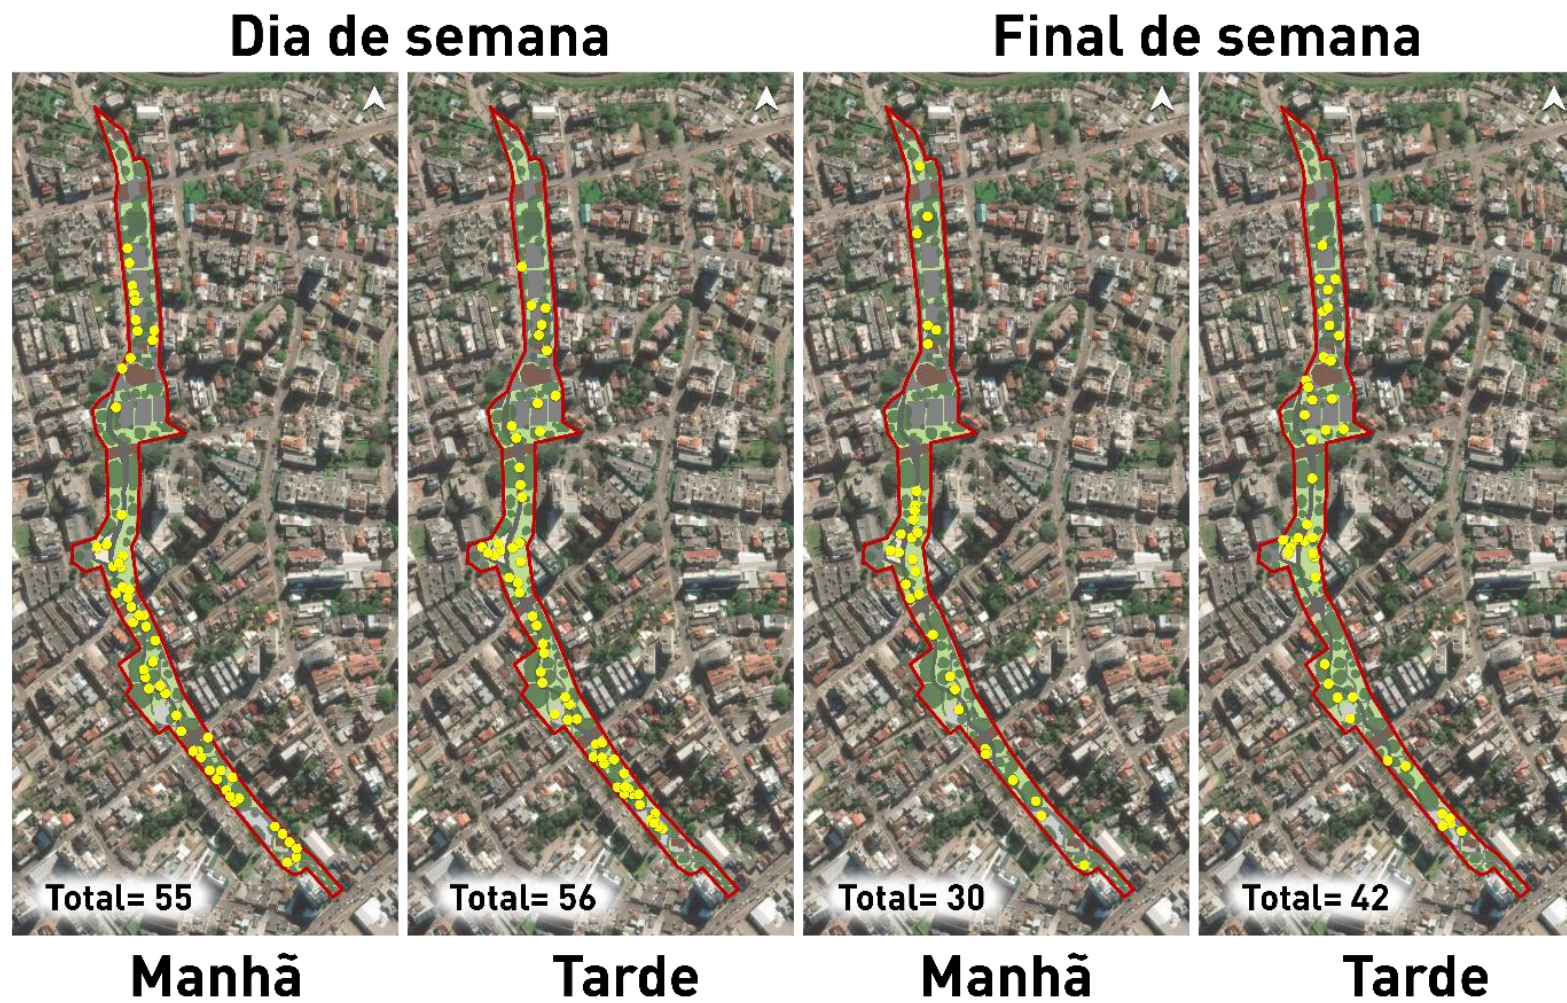 Dia de semana
Final de semana
Total= 55
Total= 56
Total= 30
Total= 42
Manhã
Tarde
Manhã
Tarde